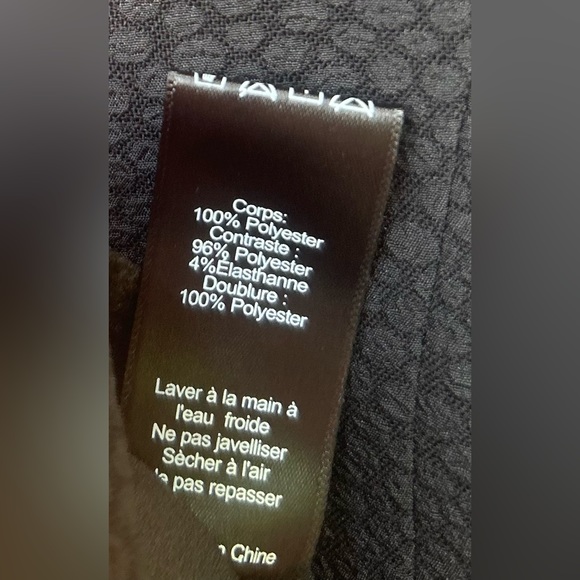 Corps:
100% Polyester
Contraste :
96% Polyester
4%Élasthanne
Doublure :
100% Polyester
Laver à la main à
l'eau froide
Ne pas javelliser
Sècher à l'air
pas repasser
Chine